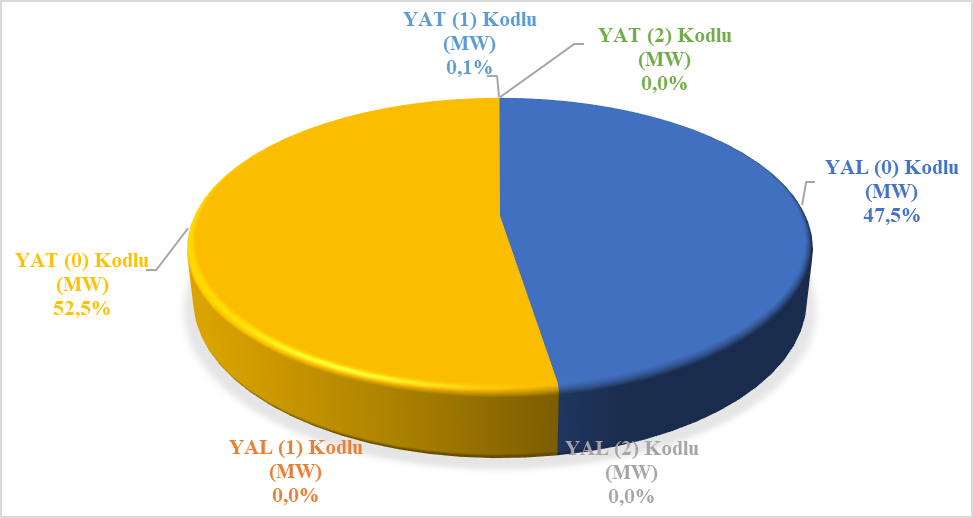 YAT (1) Kodlu
(MW)
0,1%
YAT (2) Kodlu
(MW)
0,0%
YAL (0) Kodlu
(MW)
47,5%
YAT (0) Kodlu
(MW)
52,5%
YAL (1) Kodlu
(MW)
0,0%
YAL (2) Kodlu
(MW)
0,0%